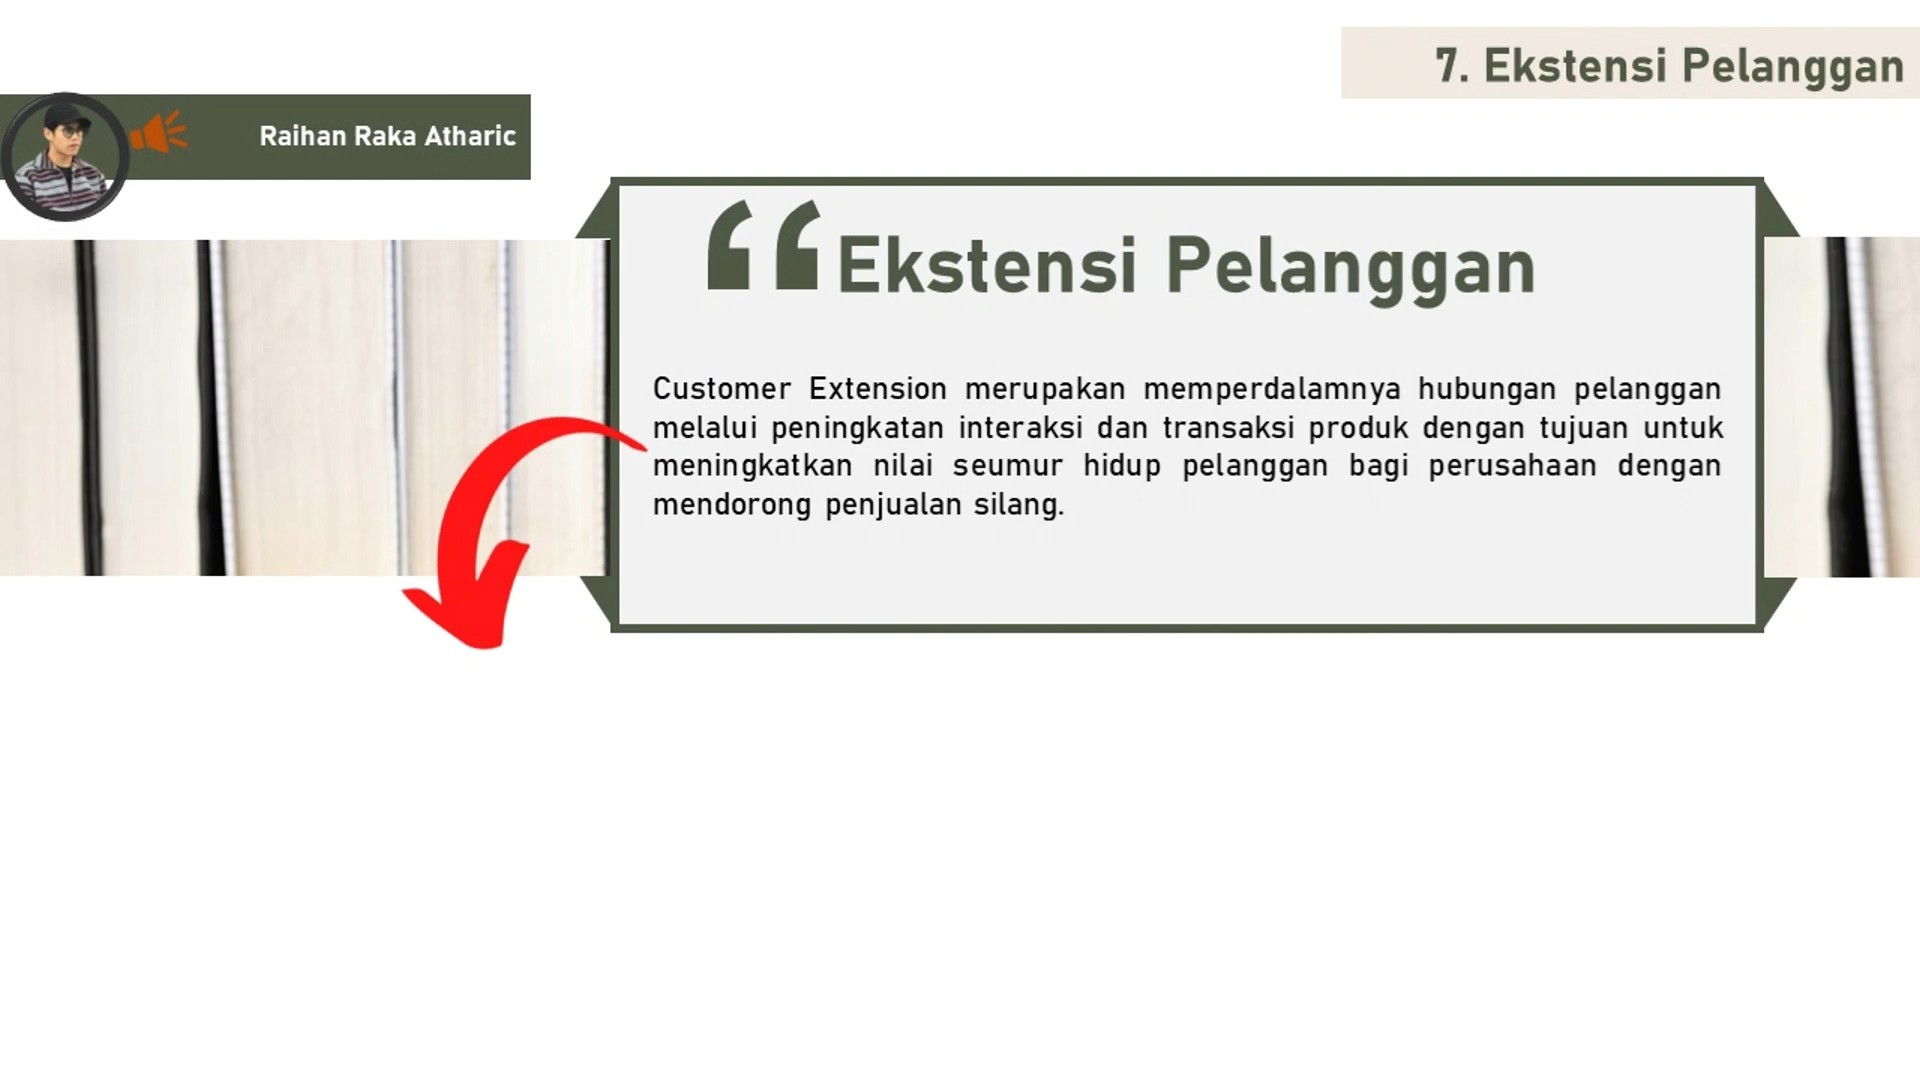 7. Ekstensi Pelanggan
Raihan Raka Atharic
“Ekstensi Pelanggan
Customer Extension merupakan memperdalamnya hubungan pelanggan
melalui peningkatan interaksi dan transaksi produk dengan tujuan untuk
meningkatkan nilai seumur hidup pelanggan bagi perusahaan dengan
mendorong penjualan silang.